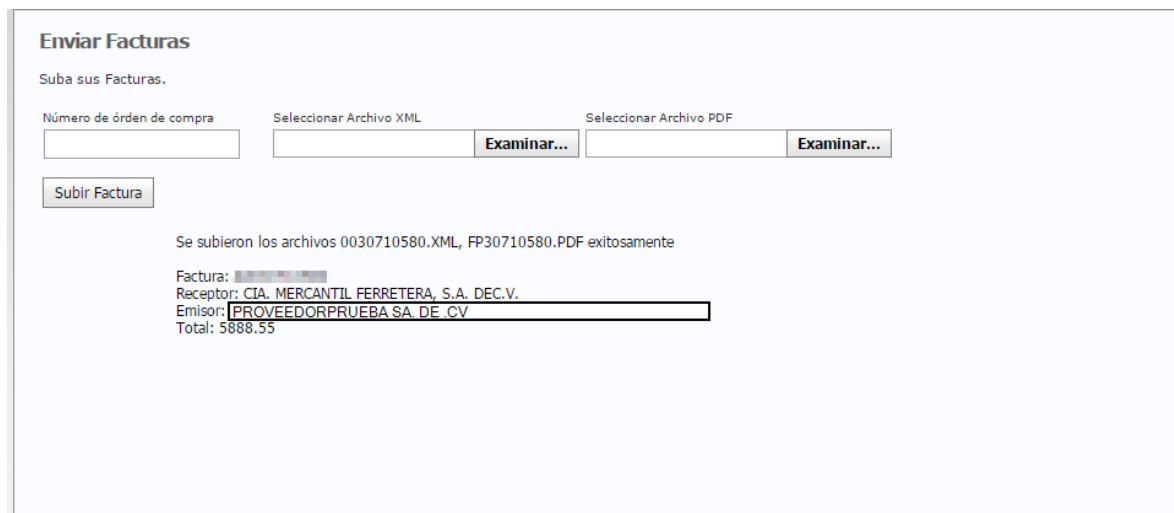 Enviar Facturas
Suba sus Facturas.
Número de órden de compra Seleccionar Archivo XML Seleccionar Archivo PDF
Examinar... Examinar...
Subir Factura
Se subieron los archivos 0030710580.XML, FP30710580.PDF exitosamente
Factura:
Receptor: CIA. MERCANTIL FERRETERA, S.A. DEC.V.
Emisor: PROVEEDORPRUEBA SA. DE .CV
Total: 5888.55